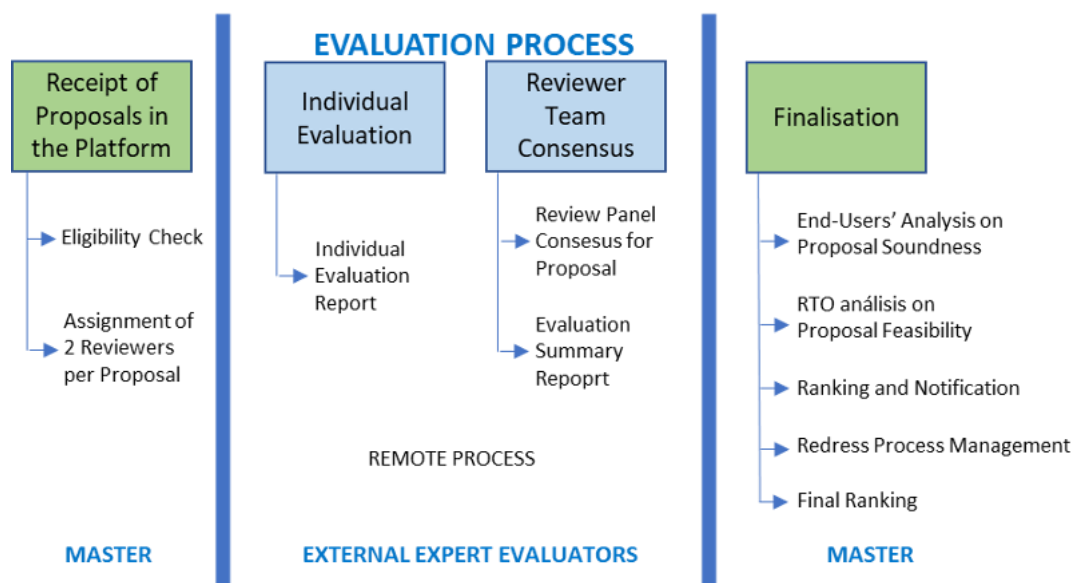 EVALUATION PROCESS
Receipt of
Proposals in
the Platform
Eligibility Check
Assignment of
2 Reviewers
per Proposal
Individual
Evaluation
Individual
Evaluation
Report
Reviewer
Team
Consensus
Review Panel
Consesus for
Proposal
Evaluation
Summary
Repoprt
REMOTE PROCESS
Finalisation
End-Users’ Analysis on
Proposal Soundness
RTO análisis on
Proposal Feasibility
Ranking and Notification
Redress Process Management
Final Ranking
MASTER
EXTERNAL EXPERT EVALUATORS
MASTER